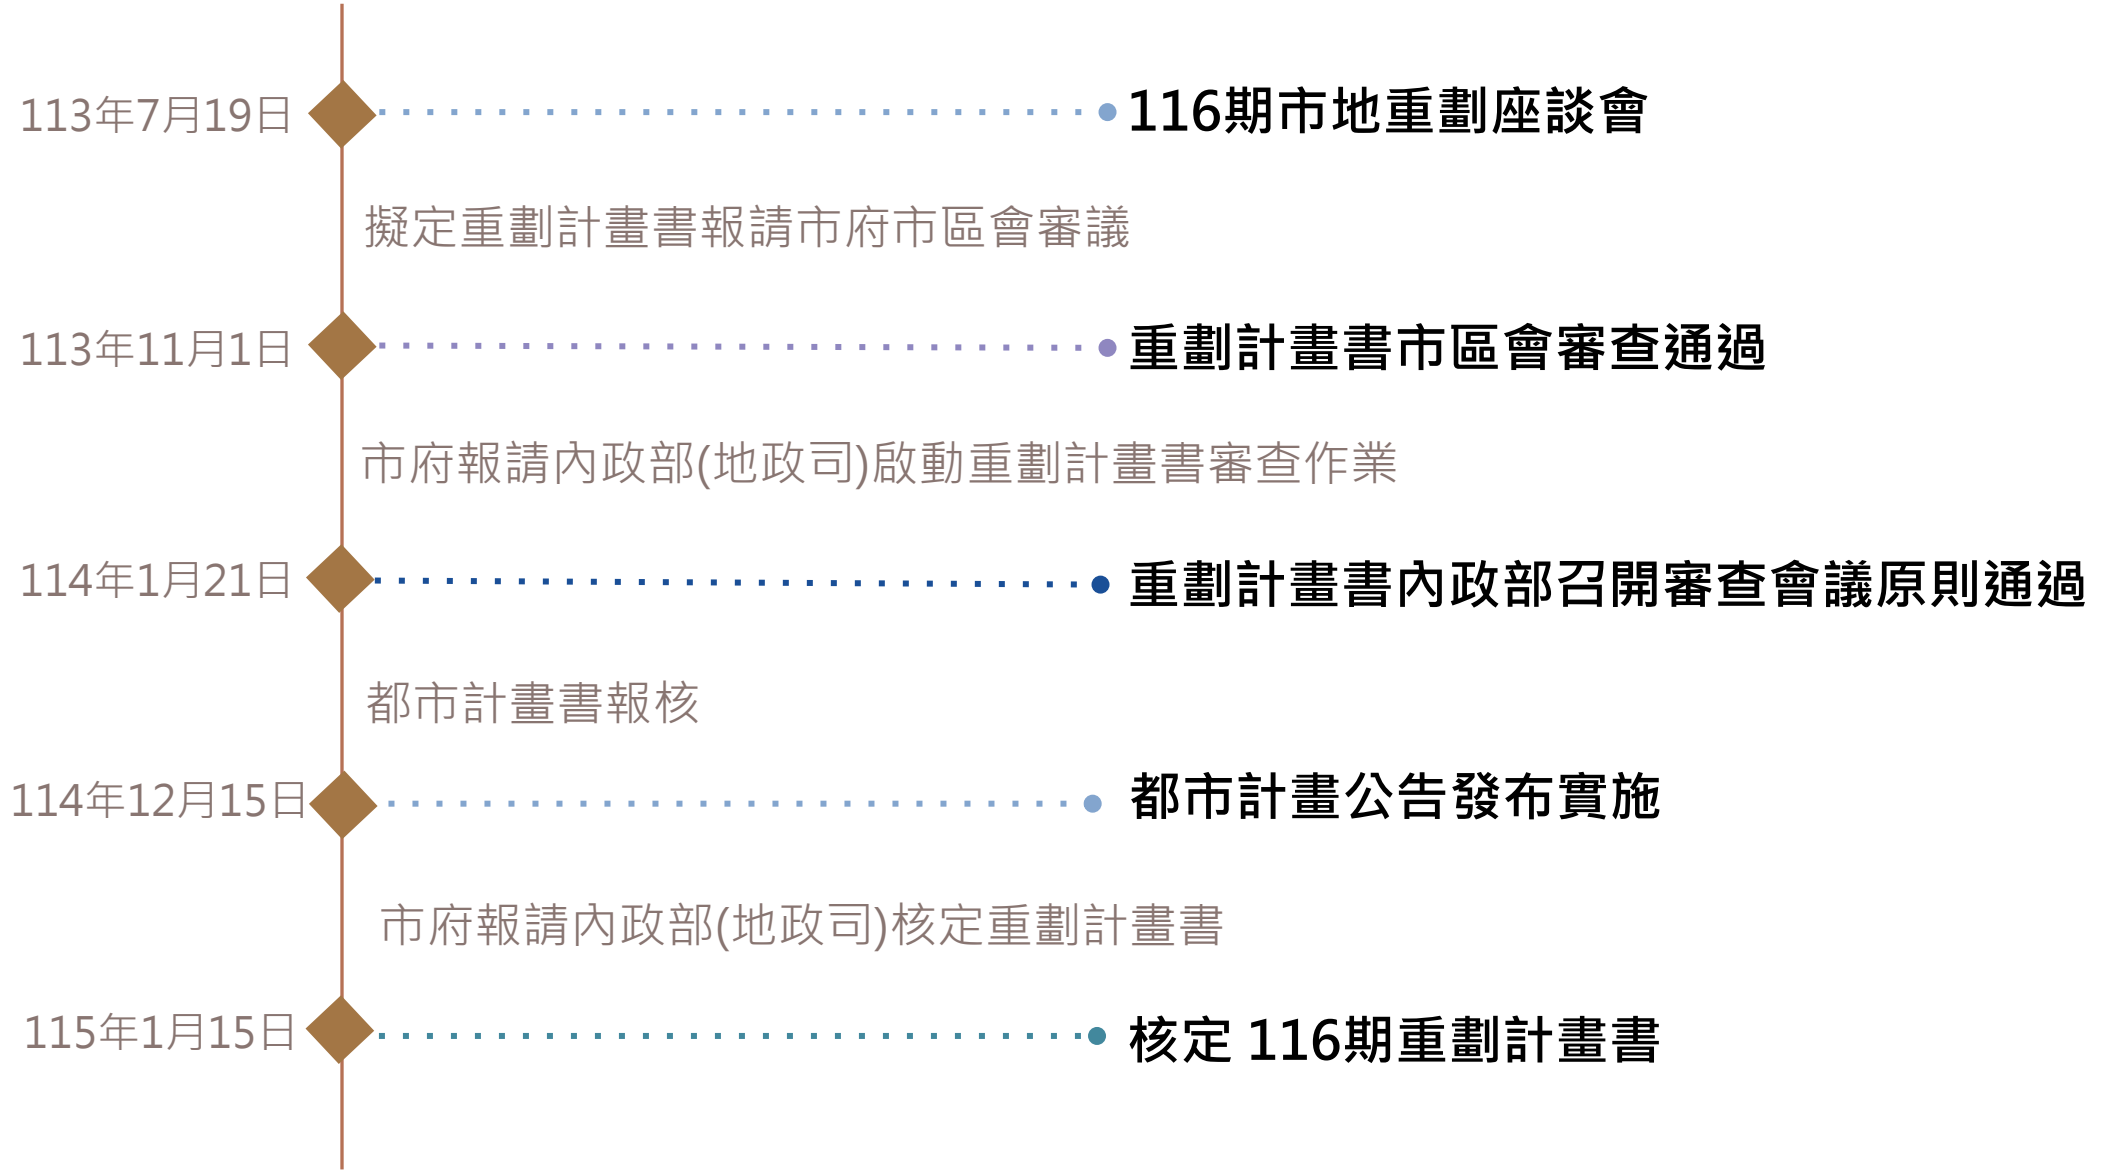 113年7月19日
116期市地重劃座談會
擬定重劃計畫書報請市府市區會審議
113年11月1日
重劃計畫書市區會審查通過
市府報請內政部(地政司)啟動重劃計畫書審查作業
114年1月21日
重劃計畫書內政部召開審查會議原則通過
都市計畫書報核
114年12月15日
都市計畫公告發布實施
市府報請內政部(地政司)核定重劃計畫書
115年1月15日
核定 116期重劃計畫書